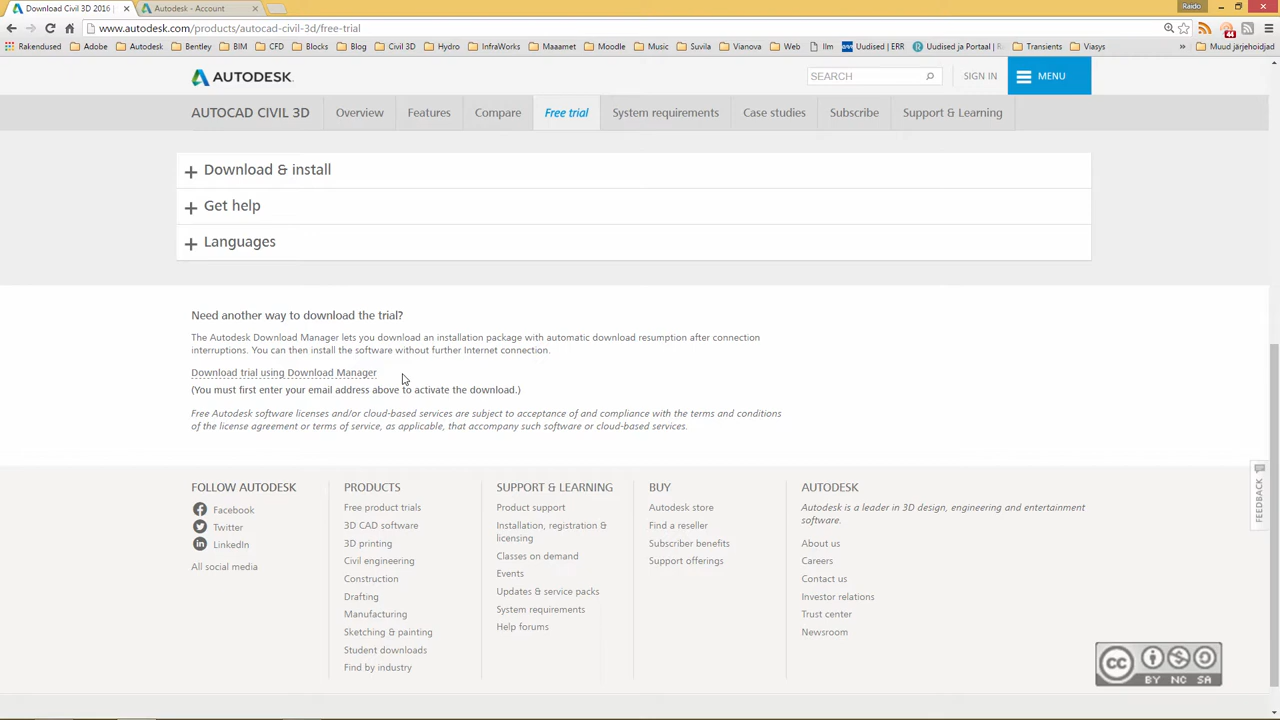 Download Civil 3D 2016 |
Autodesk - Account
Raido
www.autodesk.com/products/autocad-civil-3d/free-trial
Rakendused
Adobe
Autodesk
Bentley
BIM
CFD
Blocks
Blog
Civil 3D
Hydro
InfraWorks
Maaamet
Moodle
Music
Suvila
Vianova
Web
Ilm
Uudised | ERR
Uudised ja Portaal | R
Transients
Viasys
»
Muud järjehoidjad
44
AUTODESK.
SEARCH
SIGN IN
MENU
AUTOCAD CIVIL 3D
Overview
Features
Compare
Free trial
System requirements
Case studies
Subscribe
Support & Learning
+ Download & install
+ Get help
+ Languages
Need another way to download the trial?
The Autodesk Download Manager lets you download an installation package with automatic download resumption after connection
interruptions. You can then install the software without further Internet connection.
Download trial using Download Manager
(You must first enter your email address above to activate the download.)
Free Autodesk software licenses and/or cloud-based services are subject to acceptance of and compliance with the terms and conditions
of the license agreement or terms of service, as applicable, that accompany such software or cloud-based services.
FEEDBACK
FOLLOW AUTODESK
Facebook
Twitter
LinkedIn
All social media
PRODUCTS
Free product trials
3D CAD software
3D printing
Civil engineering
Construction
Drafting
Manufacturing
Sketching & painting
Student downloads
Find by industry
SUPPORT & LEARNING
Product support
Installation, registration &
licensing
Classes on demand
Events
Updates & service packs
System requirements
Help forums
BUY
Autodesk store
Find a reseller
Subscriber benefits
Support offerings
AUTODESK
Autodesk is a leader in 3D design, engineering and entertainment
software.
About us
Careers
Contact us
Investor relations
Trust center
Newsroom
cc
BY NC SA